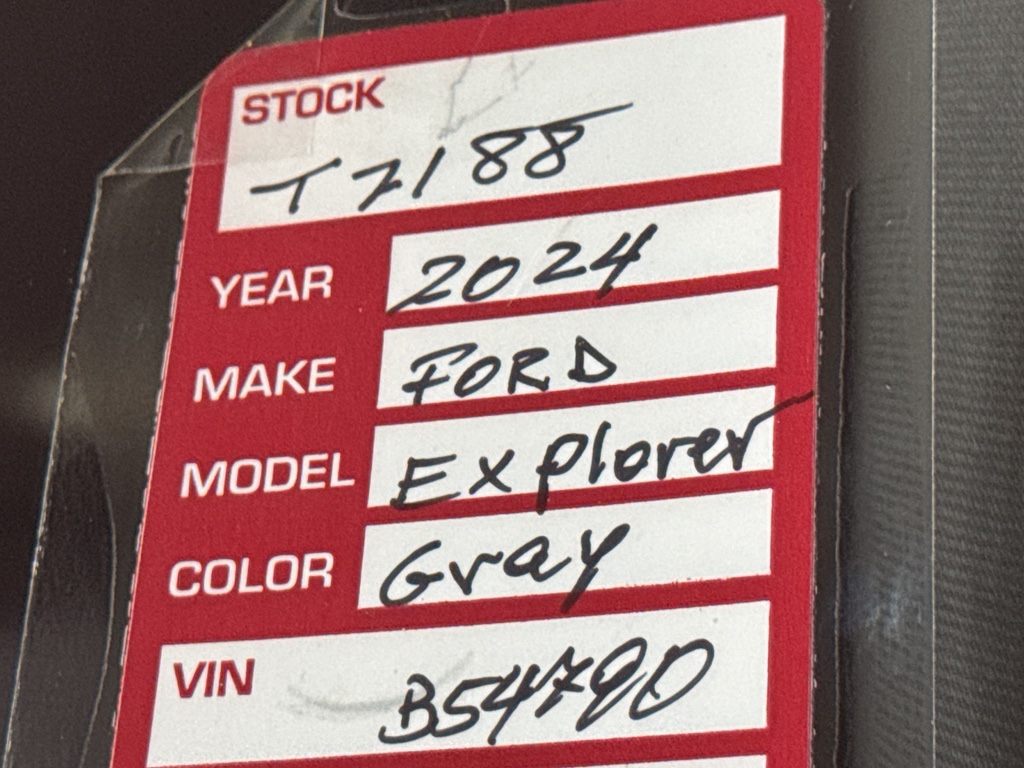 STOCK
T7188
YEAR 2024
MAKE FORD
MODEL Explorer
COLOR Gray
VIN B54790